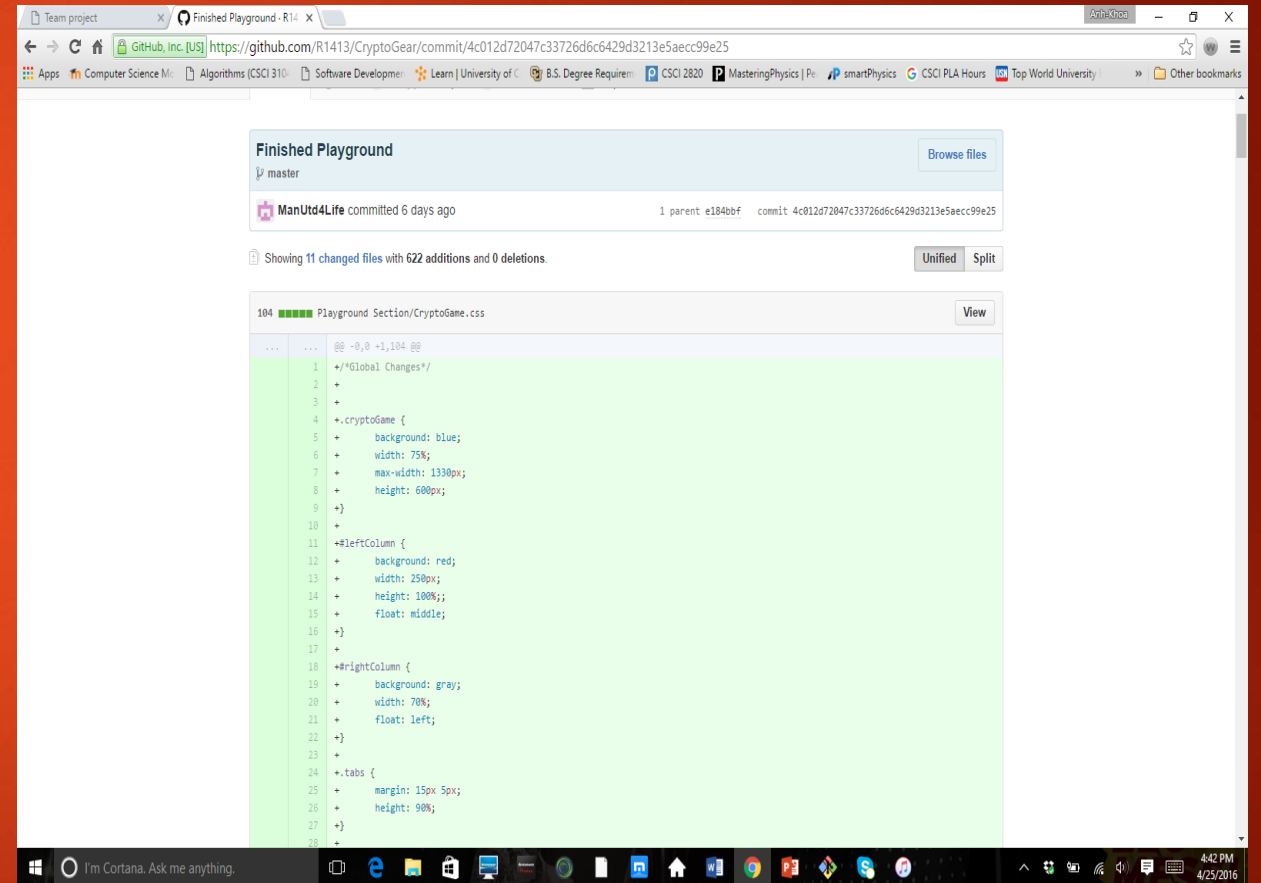 Team project
Finished Playground · R14
Anh-Khoa
GitHub, Inc. [US] https://github.com/R1413/CryptoGear/commit/4c012d72047c33726d6c6429d3213e5aecc99e25
Apps Computer Science Mo Algorithms (CSCI 310 Software Developmen Learn | University of C B.S. Degree Requirem CSCI 2820 MasteringPhysics | Pe smartPhysics CSCI PLA Hours Top World University » Other bookmarks
Finished Playground
Browse files
master
ManUtd4Life committed 6 days ago 1 parent e184bbf commit 4c012d72047c33726d6c6429d3213e5aecc99e25
Showing 11 changed files with 622 additions and 0 deletions. Unified Split
104 Playground Section/CryptoGame.css View
... ... @@ -0,0 +1,104 @@
1 +/*Global Changes*/
2 +
3 +
4 +.cryptoGame {
5 + background: blue;
6 + width: 75%;
7 + max-width: 1330px;
8 + height: 600px;
9 +}
10 +
11 +#leftColumn {
12 + background: red;
13 + width: 250px;
14 + height: 100%;;
15 + float: middle;
16 +}
17 +
18 +#rightColumn {
19 + background: gray;
20 + width: 70%;
21 + float: left;
22 +}
23 +
24 +.tabs {
25 + margin: 15px 5px;
26 + height: 90%;
27 +}
28 +
I'm Cortana. Ask me anything.
4:42 PM
4/25/2016